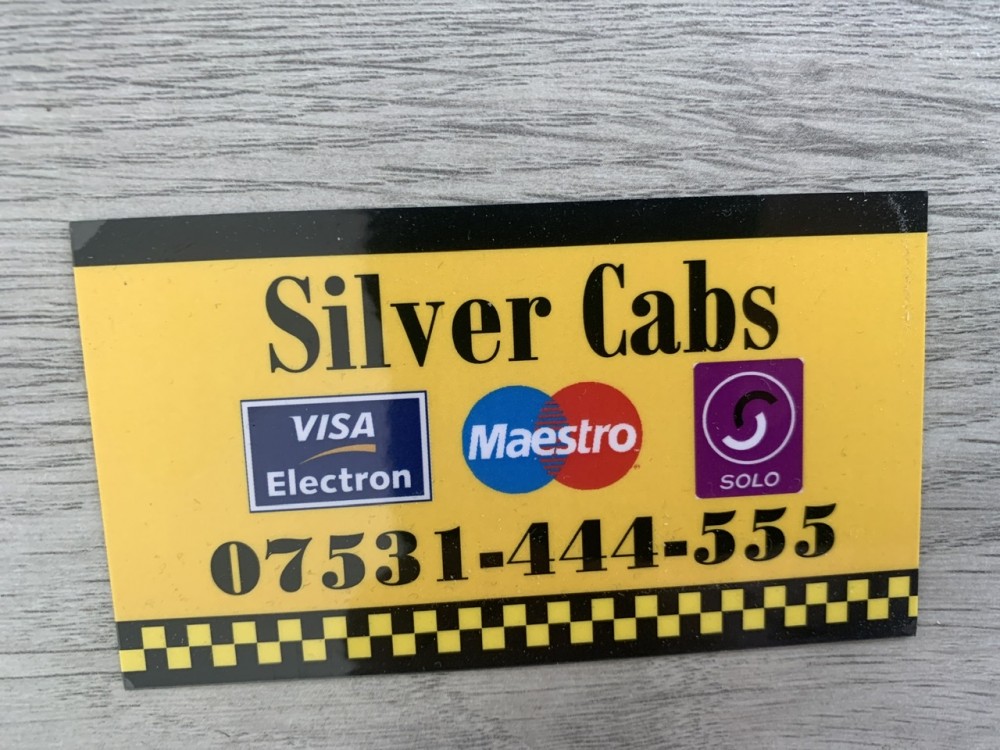 Silver Cabs
VISA
Electron
Maestro
SOLO
07531-444-555